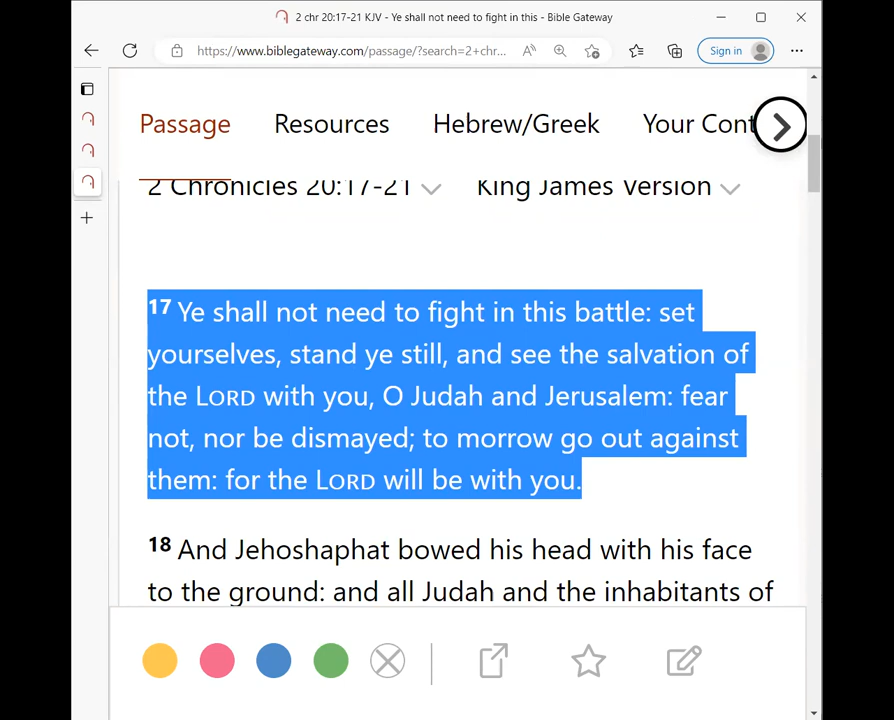 2 chr 20:17-21 KJV - Ye shall not need to fight in this - Bible Gateway
https://www.biblegateway.com/passage/?search=2+chr...
Sign in
Passage Resources Hebrew/Greek Your Cont
2 Chronicles 20:17-21 King James Version
17 Ye shall not need to fight in this battle: set
yourselves, stand ye still, and see the salvation of
the LORD with you, O Judah and Jerusalem: fear
not, nor be dismayed; to morrow go out against
them: for the LORD will be with you.
18 And Jehoshaphat bowed his head with his face
to the ground: and all Judah and the inhabitants of